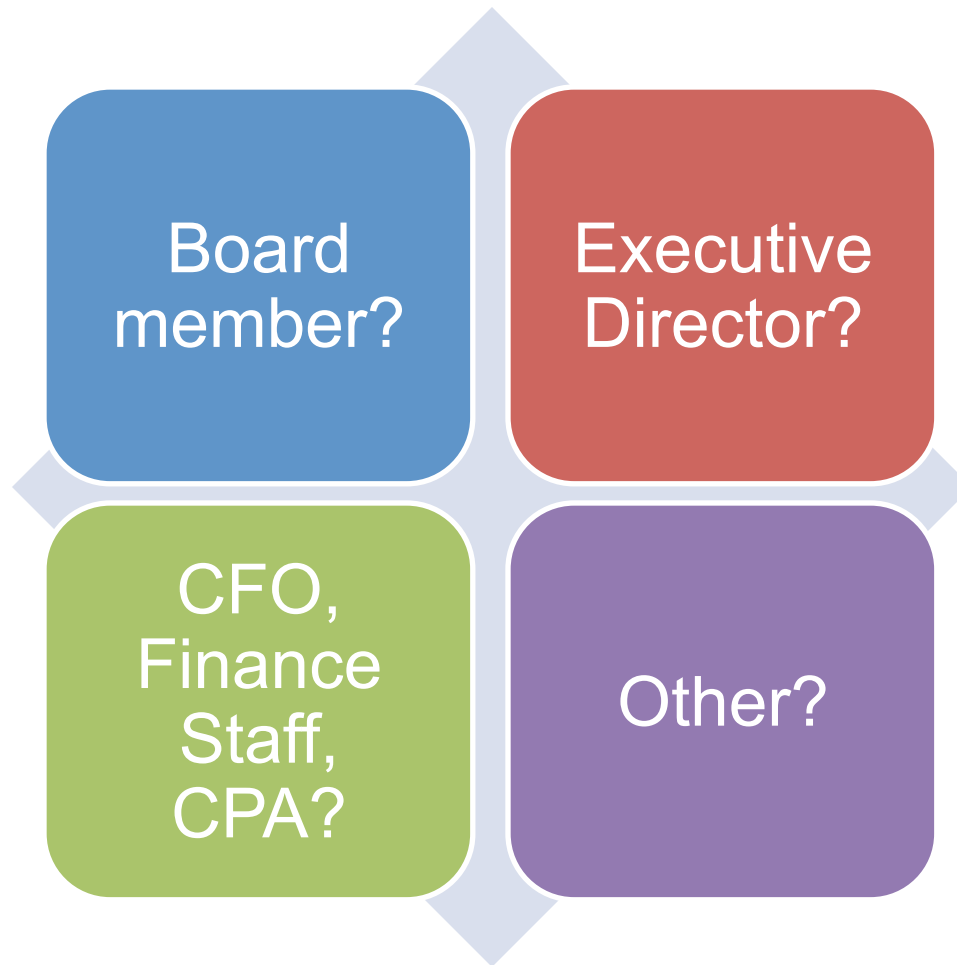 Board
member?
Executive
Director?
CFO,
Finance
Staff,
CPA?
Other?